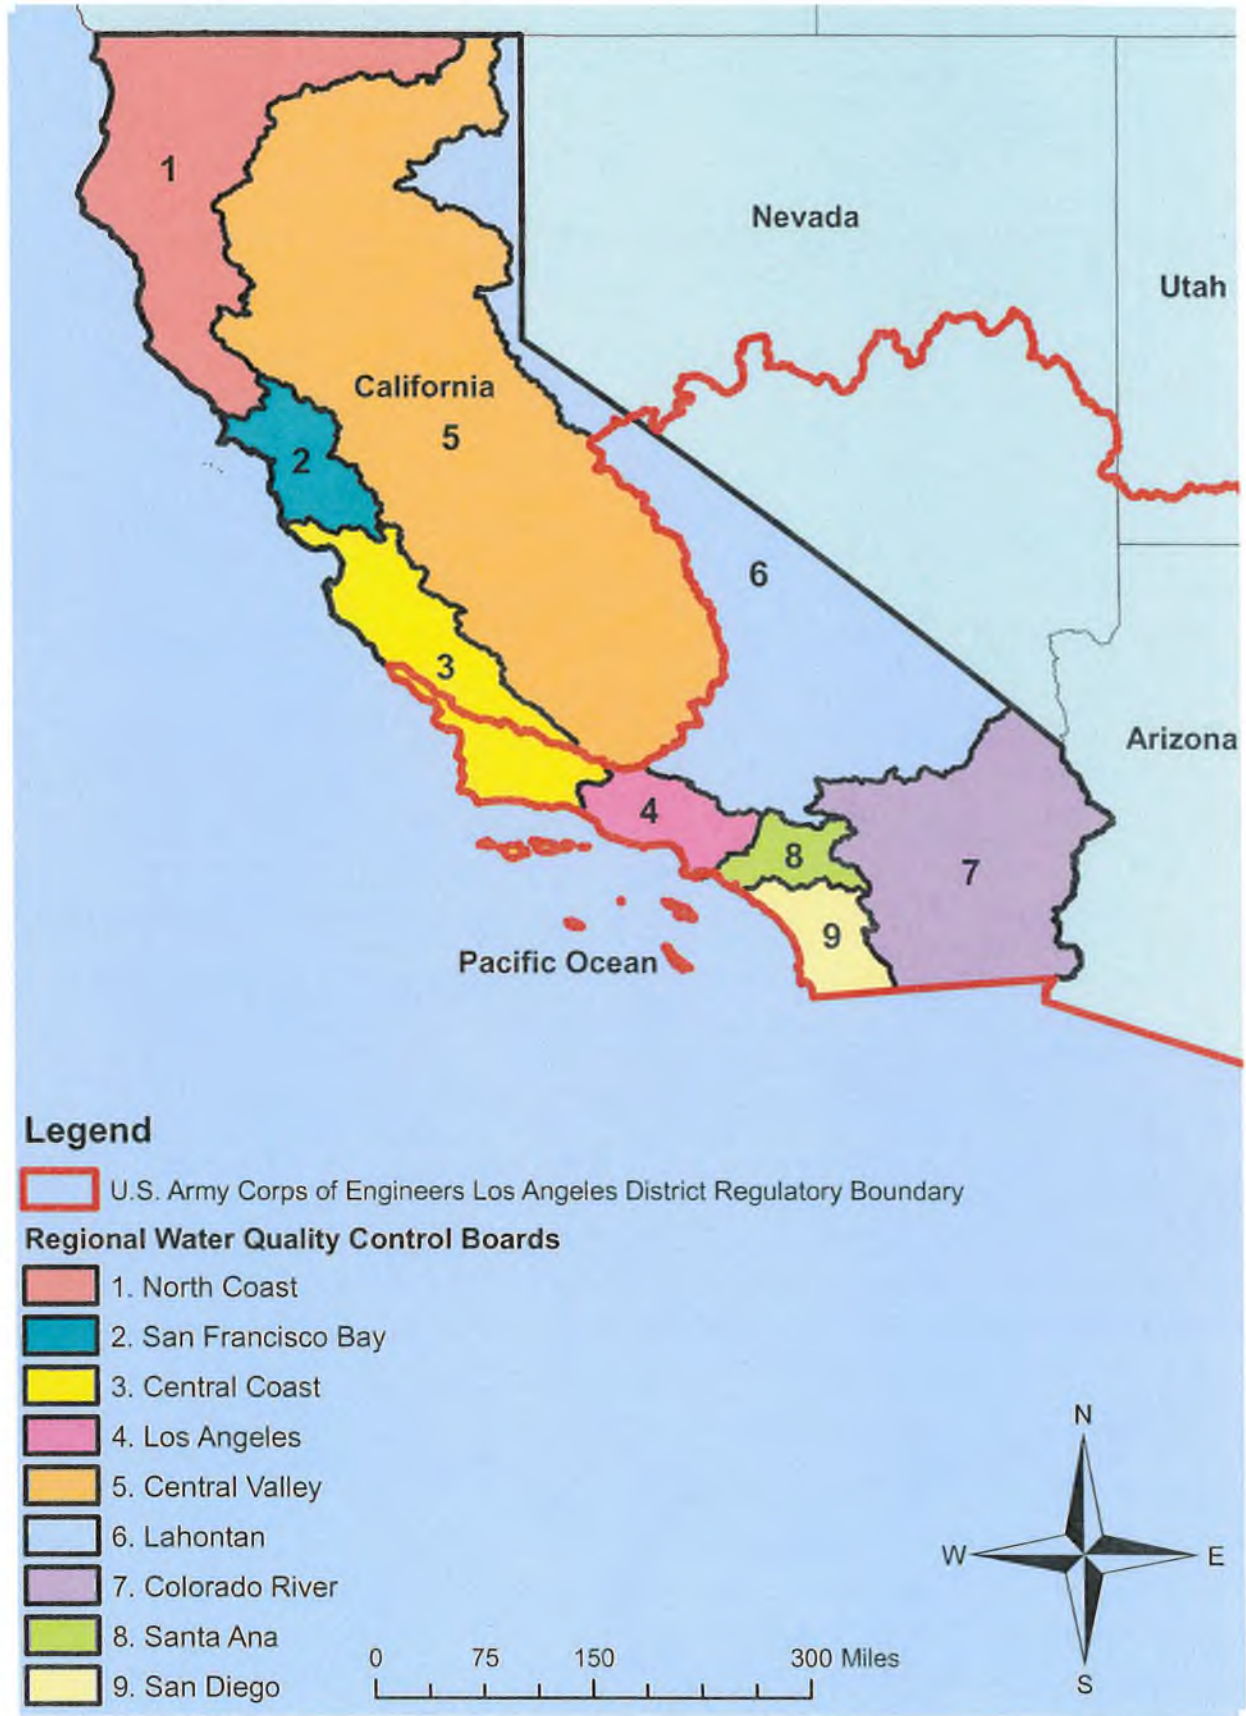 1
Nevada
Utah
California
5
2
6
3
Arizona
4
8
7
9
Pacific Ocean
Legend
U.S. Army Corps of Engineers Los Angeles District Regulatory Boundary
Regional Water Quality Control Boards
1. North Coast
2. San Francisco Bay
3. Central Coast
4. Los Angeles
5. Central Valley
6. Lahontan
7. Colorado River
8. Santa Ana
9. San Diego
0 75 150 300 Miles
N
W E
S